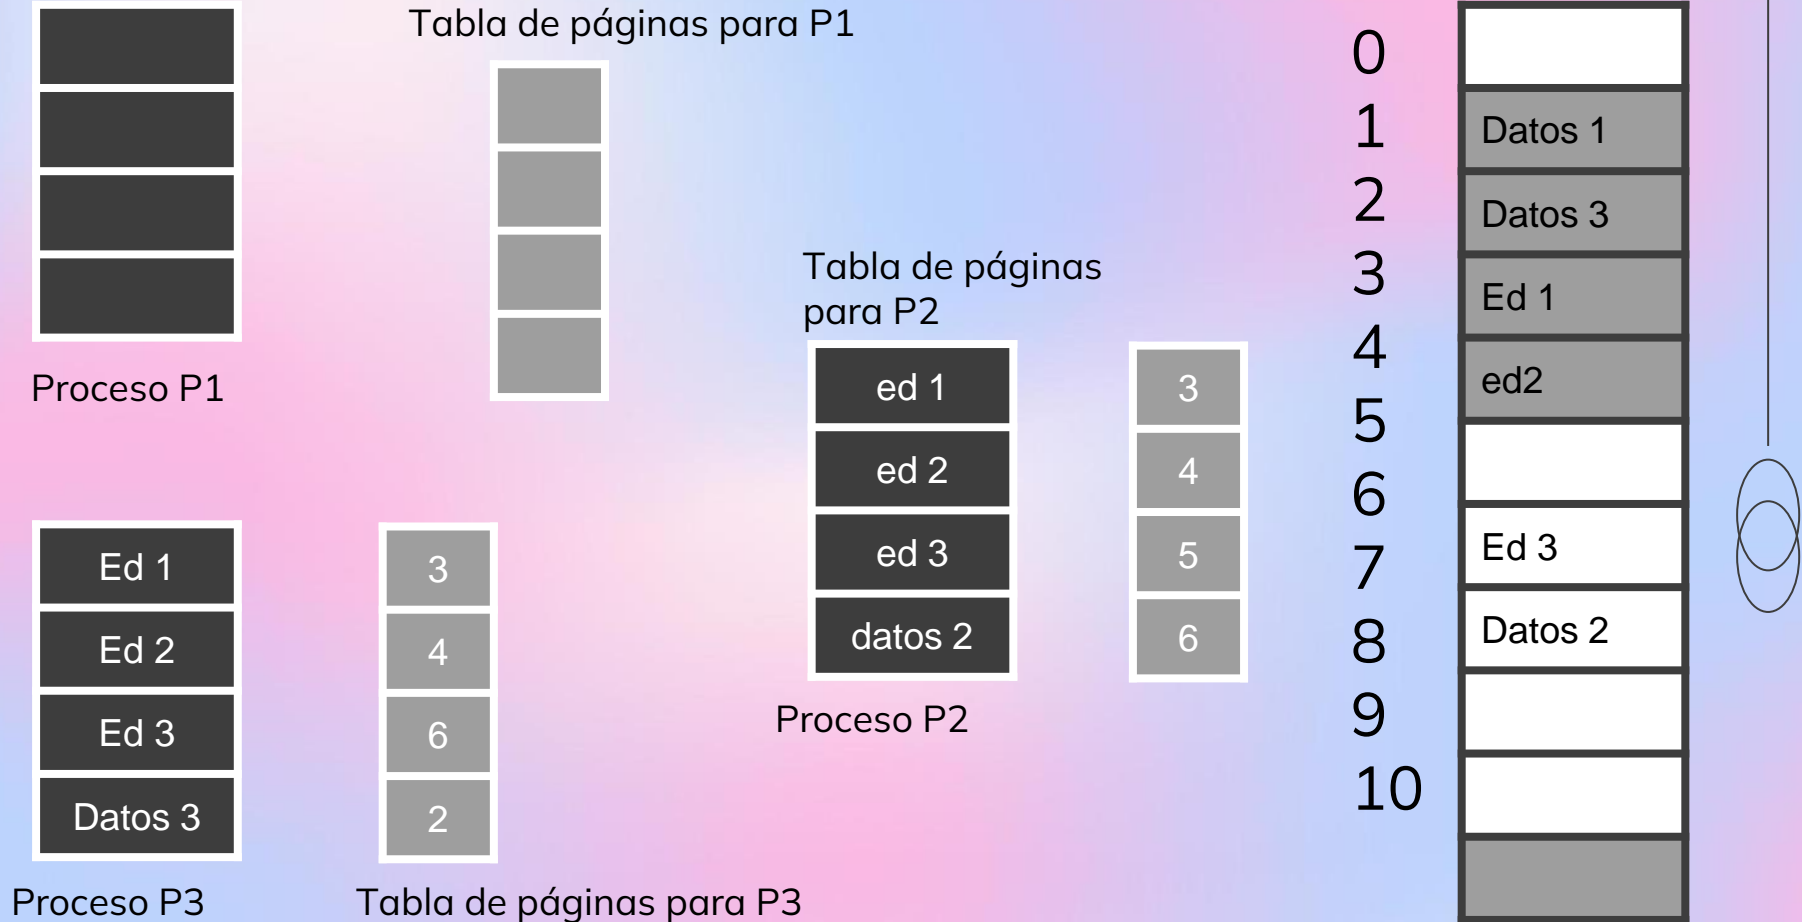 Tabla de páginas para P1
Proceso P1
Tabla de páginas
para P2
ed 1
3
ed 2
4
ed 3
5
datos 2
6
Proceso P2
Ed 1
3
Ed 2
4
Ed 3
6
Datos 3
2
Proceso P3
Tabla de páginas para P3
0
1
Datos 1
2
Datos 3
3
Ed 1
4
ed2
5
6
7
Ed 3
8
Datos 2
9
10